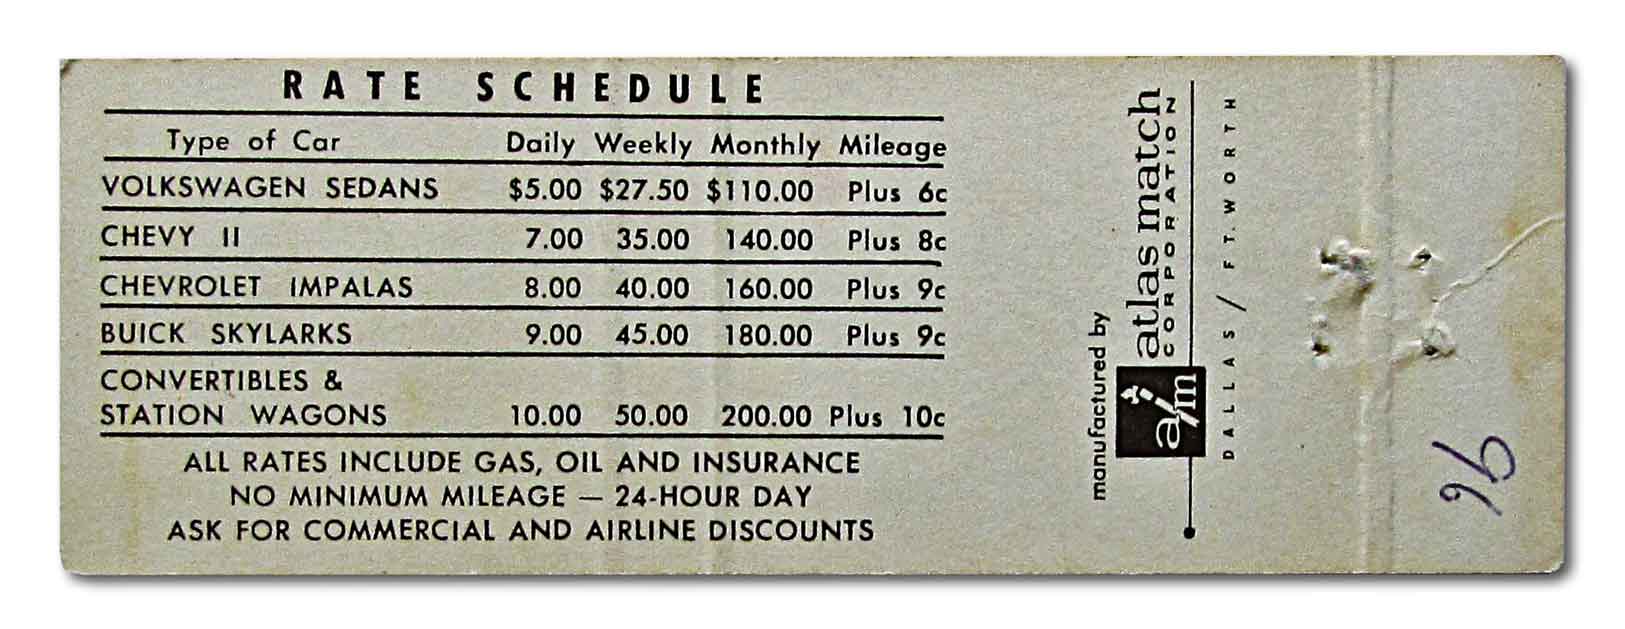 RATE SCHEDULE
Type of Car Daily Weekly Monthly Mileage
VOLKSWAGEN SEDANS $5.00 $27.50 $110.00 Plus 6c
CHEVY II 7.00 35.00 140.00 Plus 8c
CHEVROLET IMPALAS 8.00 40.00 160.00 Plus 9c
BUICK SKYLARKS 9.00 45.00 180.00 Plus 9c
CONVERTIBLES &
STATION WAGONS 10.00 50.00 200.00 Plus 10c
ALL RATES INCLUDE GAS, OIL AND INSURANCE
NO MINIMUM MILEAGE — 24-HOUR DAY
ASK FOR COMMERCIAL AND AIRLINE DISCOUNTS
manufactured by
a/m
atlas match
CORPORATION
DALLAS / FT. WORTH
96